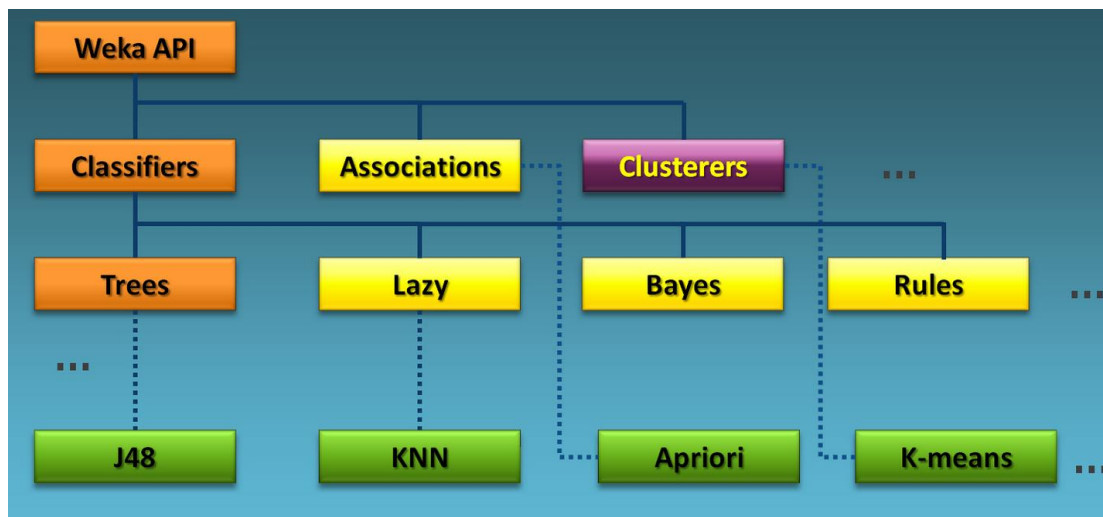 Weka API
Classifiers
Associations
Clusterers
...
Trees
Lazy
Bayes
Rules
...
...
J48
KNN
Apriori
K-means
...